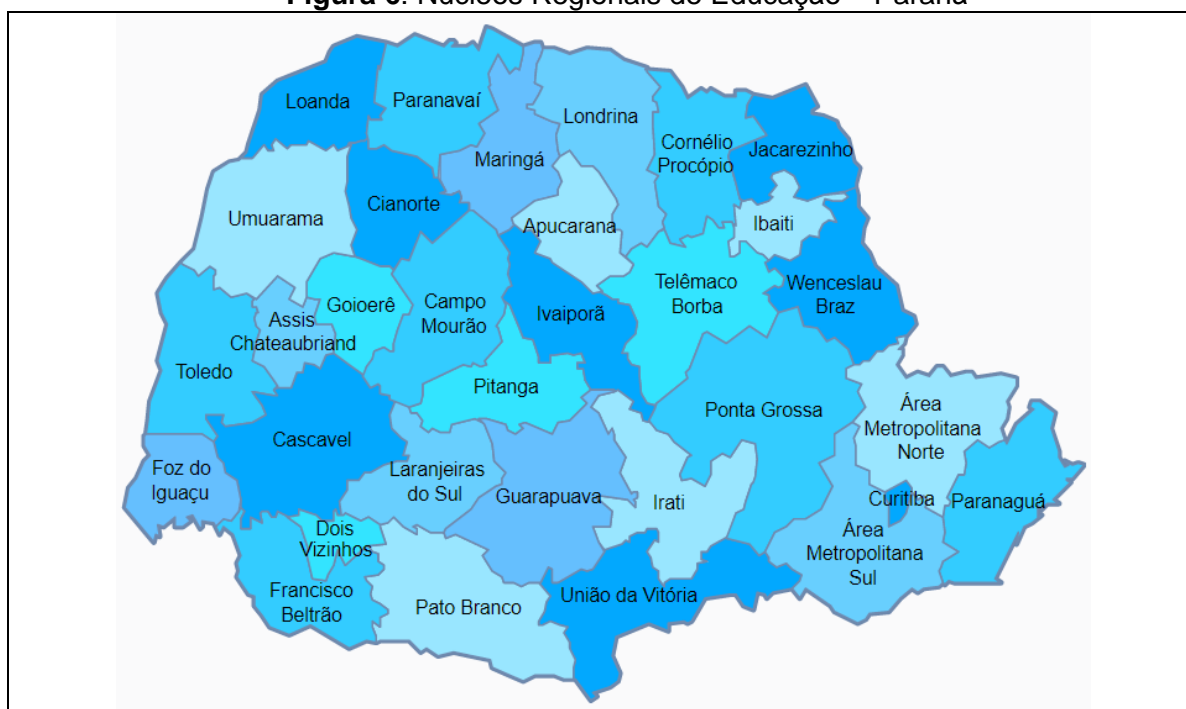 Figura 6. Núcleos Regionais de Educação – Paraná
Loanda
Paranavaí
Londrina
Maringá
Cornélio
Procópio
Jacarezinho
Umuarama
Cianorte
Apucarana
Ibaiti
Goioerê
Campo
Mourão
Ivaiporã
Telêmaco
Borba
Wenceslau
Braz
Assis
Chateaubriand
Toledo
Pitanga
Ponta Grossa
Área
Metropolitana
Norte
Cascavel
Foz do
Iguaçu
Laranjeiras
do Sul
Guarapuava
Irati
Curitiba
Paranaguá
Dois
Vizinhos
Área
Metropolitana
Sul
Francisco
Beltrão
Pato Branco
União da Vitória